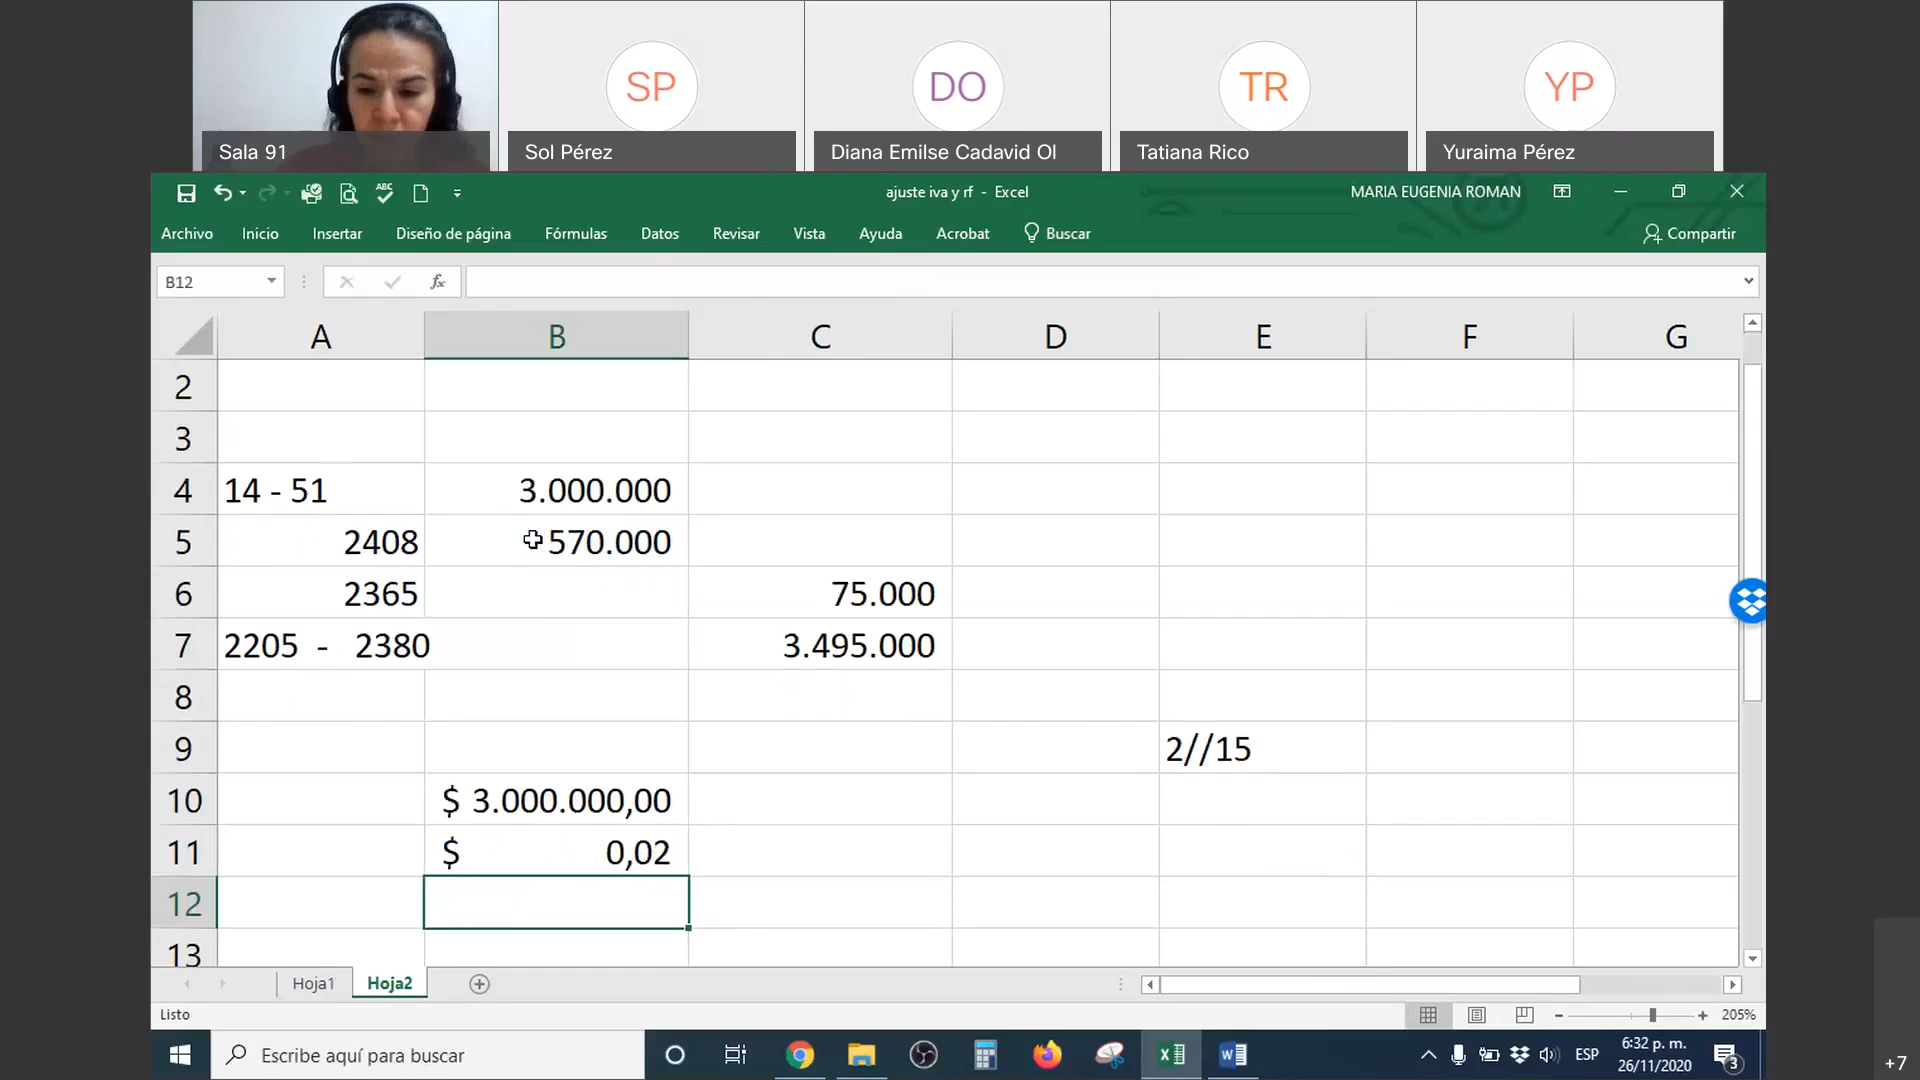 SP
DO
TR
YP
Sala 91
Sol Pérez
Diana Emilse Cadavid Ol
Tatiana Rico
Yuraima Pérez
ABC
ajuste iva y rf - Excel
MARIA EUGENIA ROMAN
Archivo Inicio Insertar Diseño de página Fórmulas Datos Revisar Vista Ayuda Acrobat Buscar Compartir
B12 fx
A B C D E F G
2
3
4 14 - 51 3.000.000
5 2408 570.000
6 2365 75.000
7 2205 - 2380 3.495.000
8
9 2//15
10 $ 3.000.000,00
11 $ 0,02
12
13
Hoja1 Hoja2
Listo 205%
Escribe aquí para buscar
ESP
6:32 p. m.
26/11/2020
3
+7